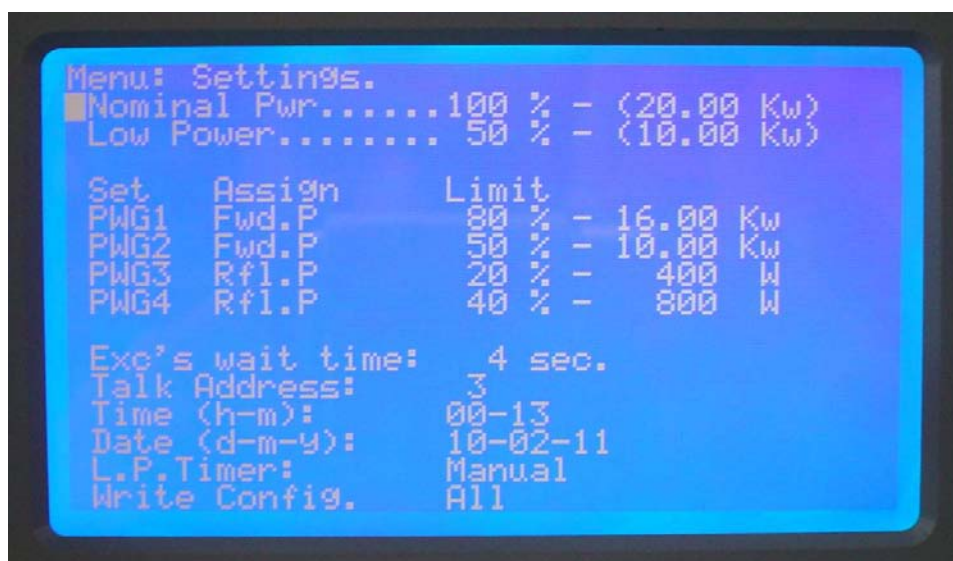 Menu: Settings.
Nominal Pwr......100 % - (20.00 Kw)
Low Power........ 50 % - (10.00 Kw)
Set Assign Limit
PWG1 Fwd.P 80 % - 16.00 Kw
PWG2 Fwd.P 50 % - 10.00 Kw
PWG3 Rfl.P 20 % - 400 W
PWG4 Rfl.P 40 % - 800 W
Exc's wait time: 4 sec.
Talk Address: 3
Time (h-m): 00-13
Date (d-m-y): 10-02-11
L.P.Timer: Manual
Write Config. All